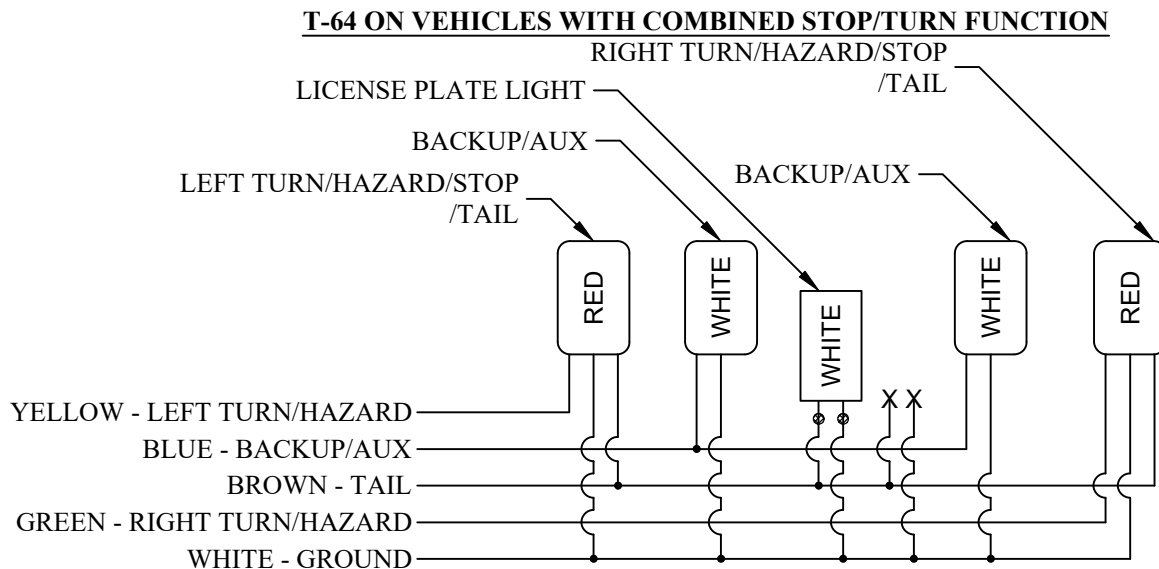 T-64 ON VEHICLES WITH COMBINED STOP/TURN FUNCTION
RIGHT TURN/HAZARD/STOP
/TAIL
LICENSE PLATE LIGHT
BACKUP/AUX
BACKUP/AUX
LEFT TURN/HAZARD/STOP
/TAIL
RED
WHITE
WHITE
WHITE
RED
X X
YELLOW - LEFT TURN/HAZARD
BLUE - BACKUP/AUX
BROWN - TAIL
GREEN - RIGHT TURN/HAZARD
WHITE - GROUND